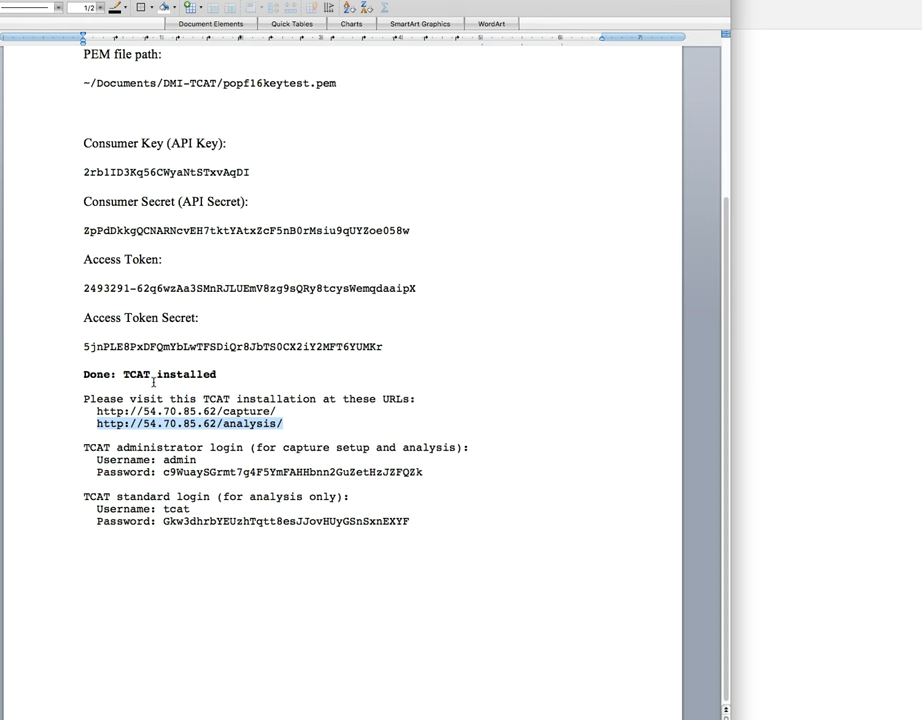 1/2
Document Elements Quick Tables Charts SmartArt Graphics WordArt
PEM file path:
~/Documents/DMI-TCAT/popf16keytest.pem
Consumer Key (API Key):
2rb1ID3Kq56CWyaNtSTxvAqDI
Consumer Secret (API Secret):
ZpPdDkkgQCNARNcvEH7tktYAtxZcF5nB0rMsiu9qUYZoe058w
Access Token:
2493291-62q6wzAa3SMnRJLUEmV8zg9sQRy8tcysWemqdaaipX
Access Token Secret:
5jnPLE8PxDFQmYbLwTFSDiQr8JbTS0CX2iY2MFT6YUMKr
Done: TCAT installed
Please visit this TCAT installation at these URLs:
http://54.70.85.62/capture/
http://54.70.85.62/analysis/
TCAT administrator login (for capture setup and analysis):
Username: admin
Password: c9WuaySGrmt7g4F5YmFAHHbnn2GuZetHzJZFQZk
TCAT standard login (for analysis only):
Username: tcat
Password: Gkw3dhrbYEUzhTqtt8esJJovHUyGSnSxnEXYF